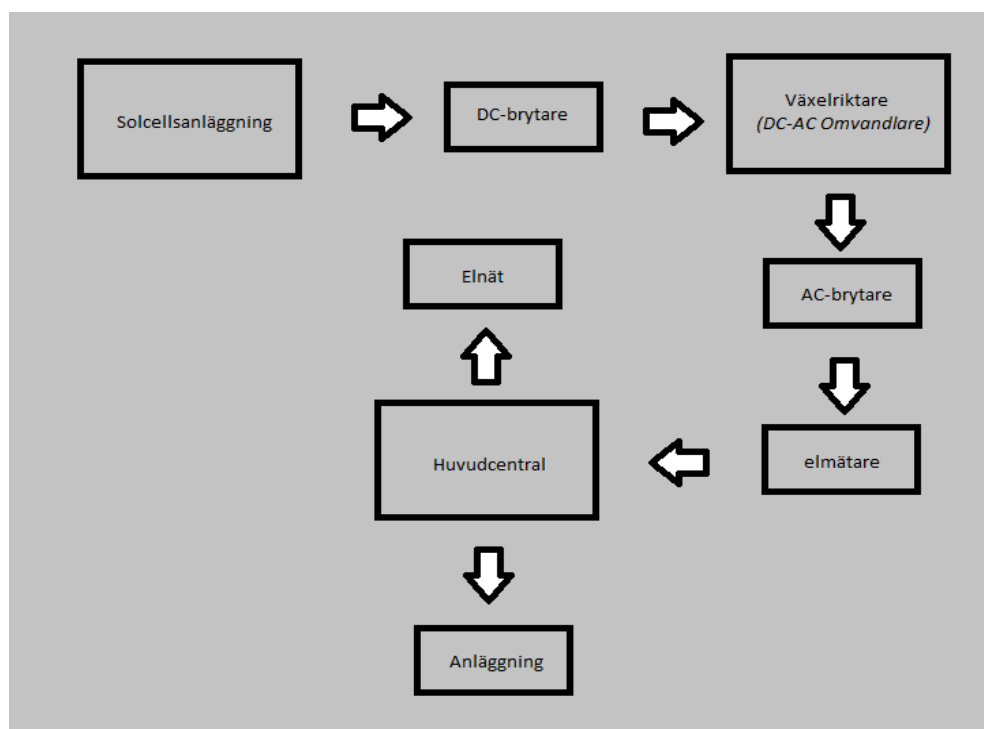 Solcellsanläggning
DC-brytare
Växelriktare
(DC-AC Omvandlare)
Elnät
AC-brytare
Huvudcentral
elmätare
Anläggning